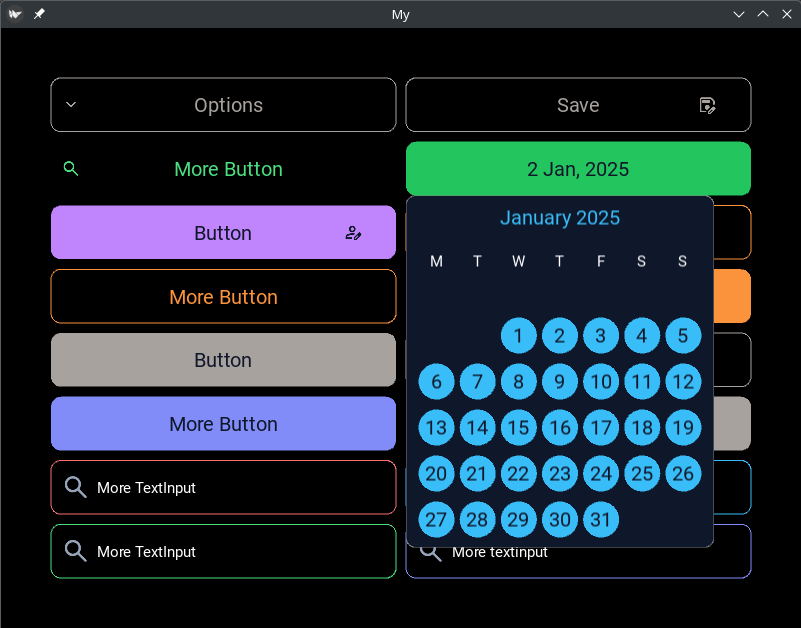 My
Options
Save
More Button
2 Jan, 2025
Button
More Button
Button
More Button
More TextInput
More TextInput
January 2025
M T W T F S S
1 2 3 4 5
6 7 8 9 10 11 12
13 14 15 16 17 18 19
20 21 22 23 24 25 26
27 28 29 30 31
More textinput